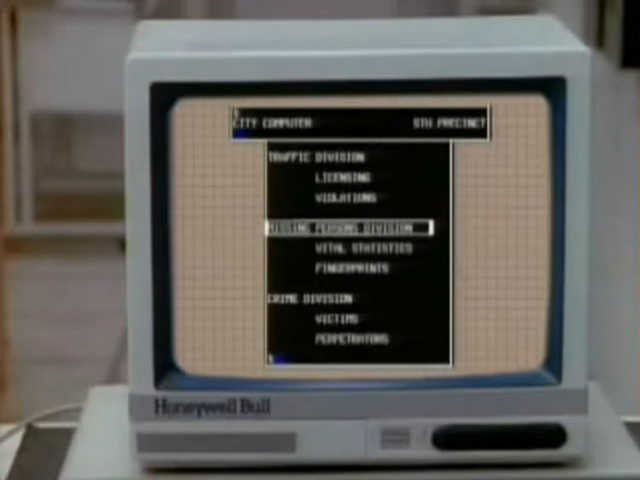 CITY COMPUTER 5TH PRECINCT
TRAFFIC DIVISION
LICENSING
VIOLATIONS
MISSING PERSONS DIVISION
VITAL STATISTICS
FINGERPRINTS
CRIME DIVISION
VICTIMS
PERPETRATORS
Honeywell Bull